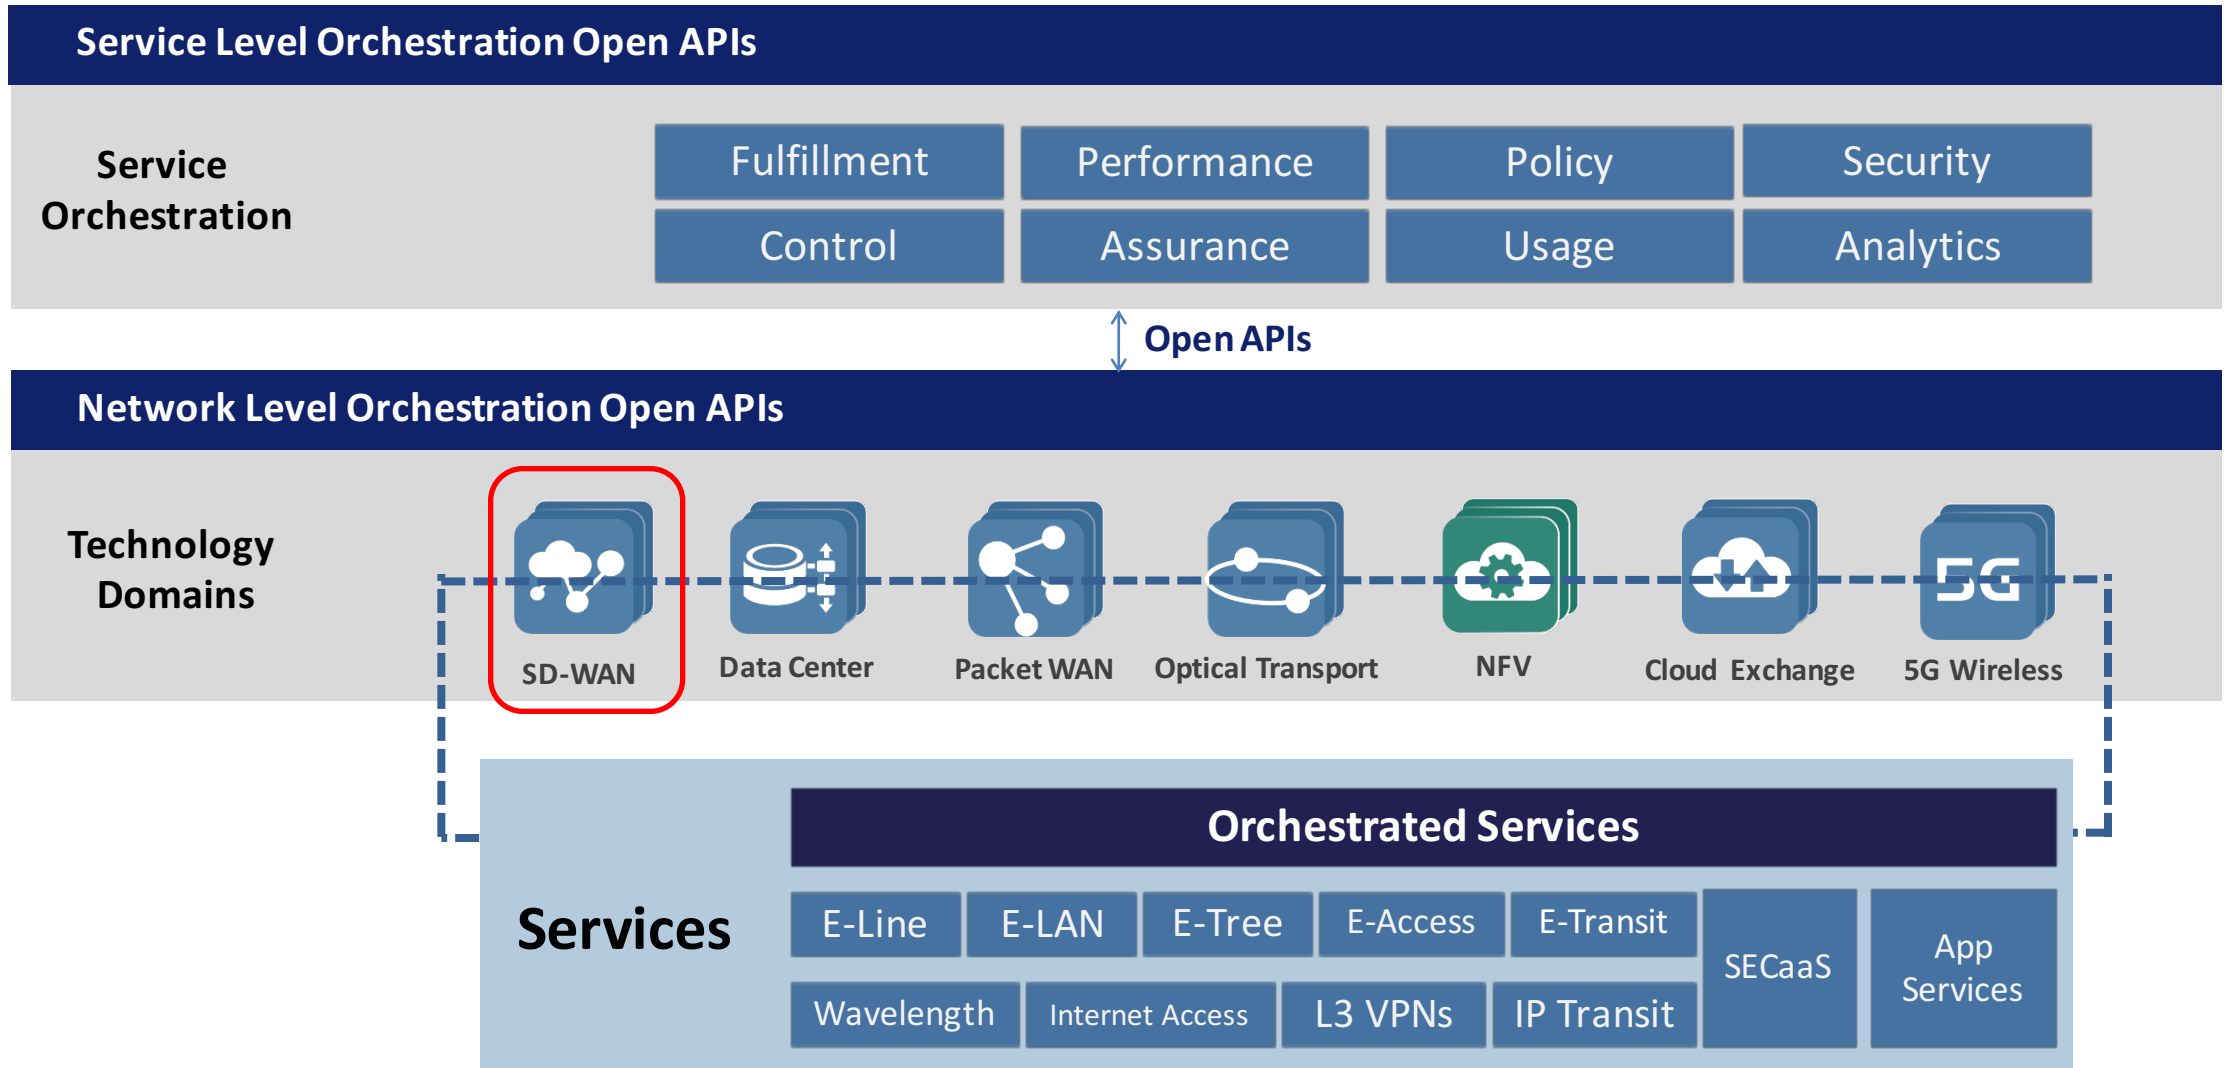 Service Level Orchestration Open APIs
Service
Orchestration
Fulfillment
Performance
Policy
Security
Control
Assurance
Usage
Analytics
Open APIs
Network Level Orchestration Open APIs
Technology
Domains
5G
SD-WAN
Data Center
Packet WAN
Optical Transport
NFV
Cloud Exchange
5G Wireless
Services
Orchestrated Services
E-Line
E-LAN
E-Tree
E-Access
E-Transit
SECaaS
App
Services
Wavelength
Internet Access
L3 VPNs
IP Transit